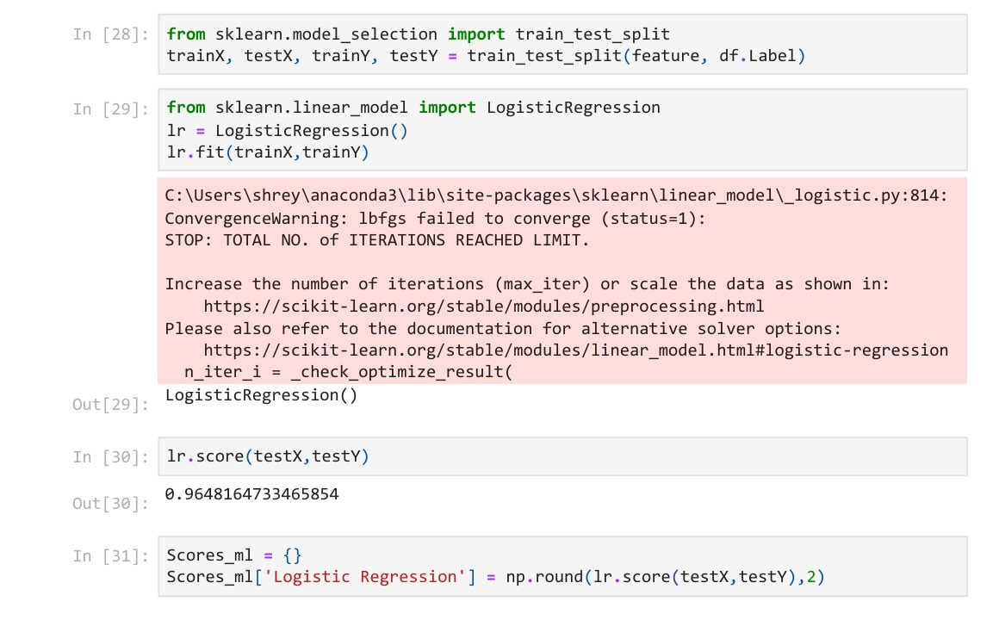 In [28]: from sklearn.model_selection import train_test_split
trainX, testX, trainY, testY = train_test_split(feature, df.Label)
In [29]: from sklearn.linear_model import LogisticRegression
lr = LogisticRegression()
lr.fit(trainX,trainY)
C:\Users\shrey\anaconda3\lib\site-packages\sklearn\linear_model\_logistic.py:814:
ConvergenceWarning: lbfgs failed to converge (status=1):
STOP: TOTAL NO. of ITERATIONS REACHED LIMIT.
Increase the number of iterations (max_iter) or scale the data as shown in:
    https://scikit-learn.org/stable/modules/preprocessing.html
Please also refer to the documentation for alternative solver options:
    https://scikit-learn.org/stable/modules/linear_model.html#logistic-regression
  n_iter_i = _check_optimize_result(
Out[29]: LogisticRegression()
In [30]: lr.score(testX,testY)
Out[30]: 0.9648164733465854
In [31]: Scores_ml = {}
Scores_ml['Logistic Regression'] = np.round(lr.score(testX,testY),2)